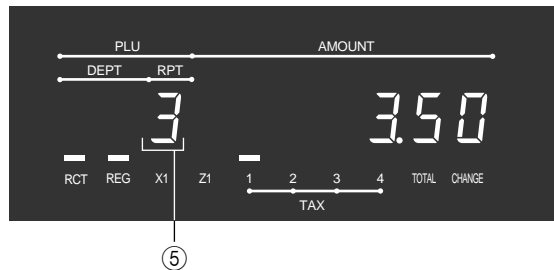 PLU AMOUNT
DEPT RPT
3 3.50
RCT REG X1 Z1 1 2 3 4 TOTAL CHANGE
TAX
⑤